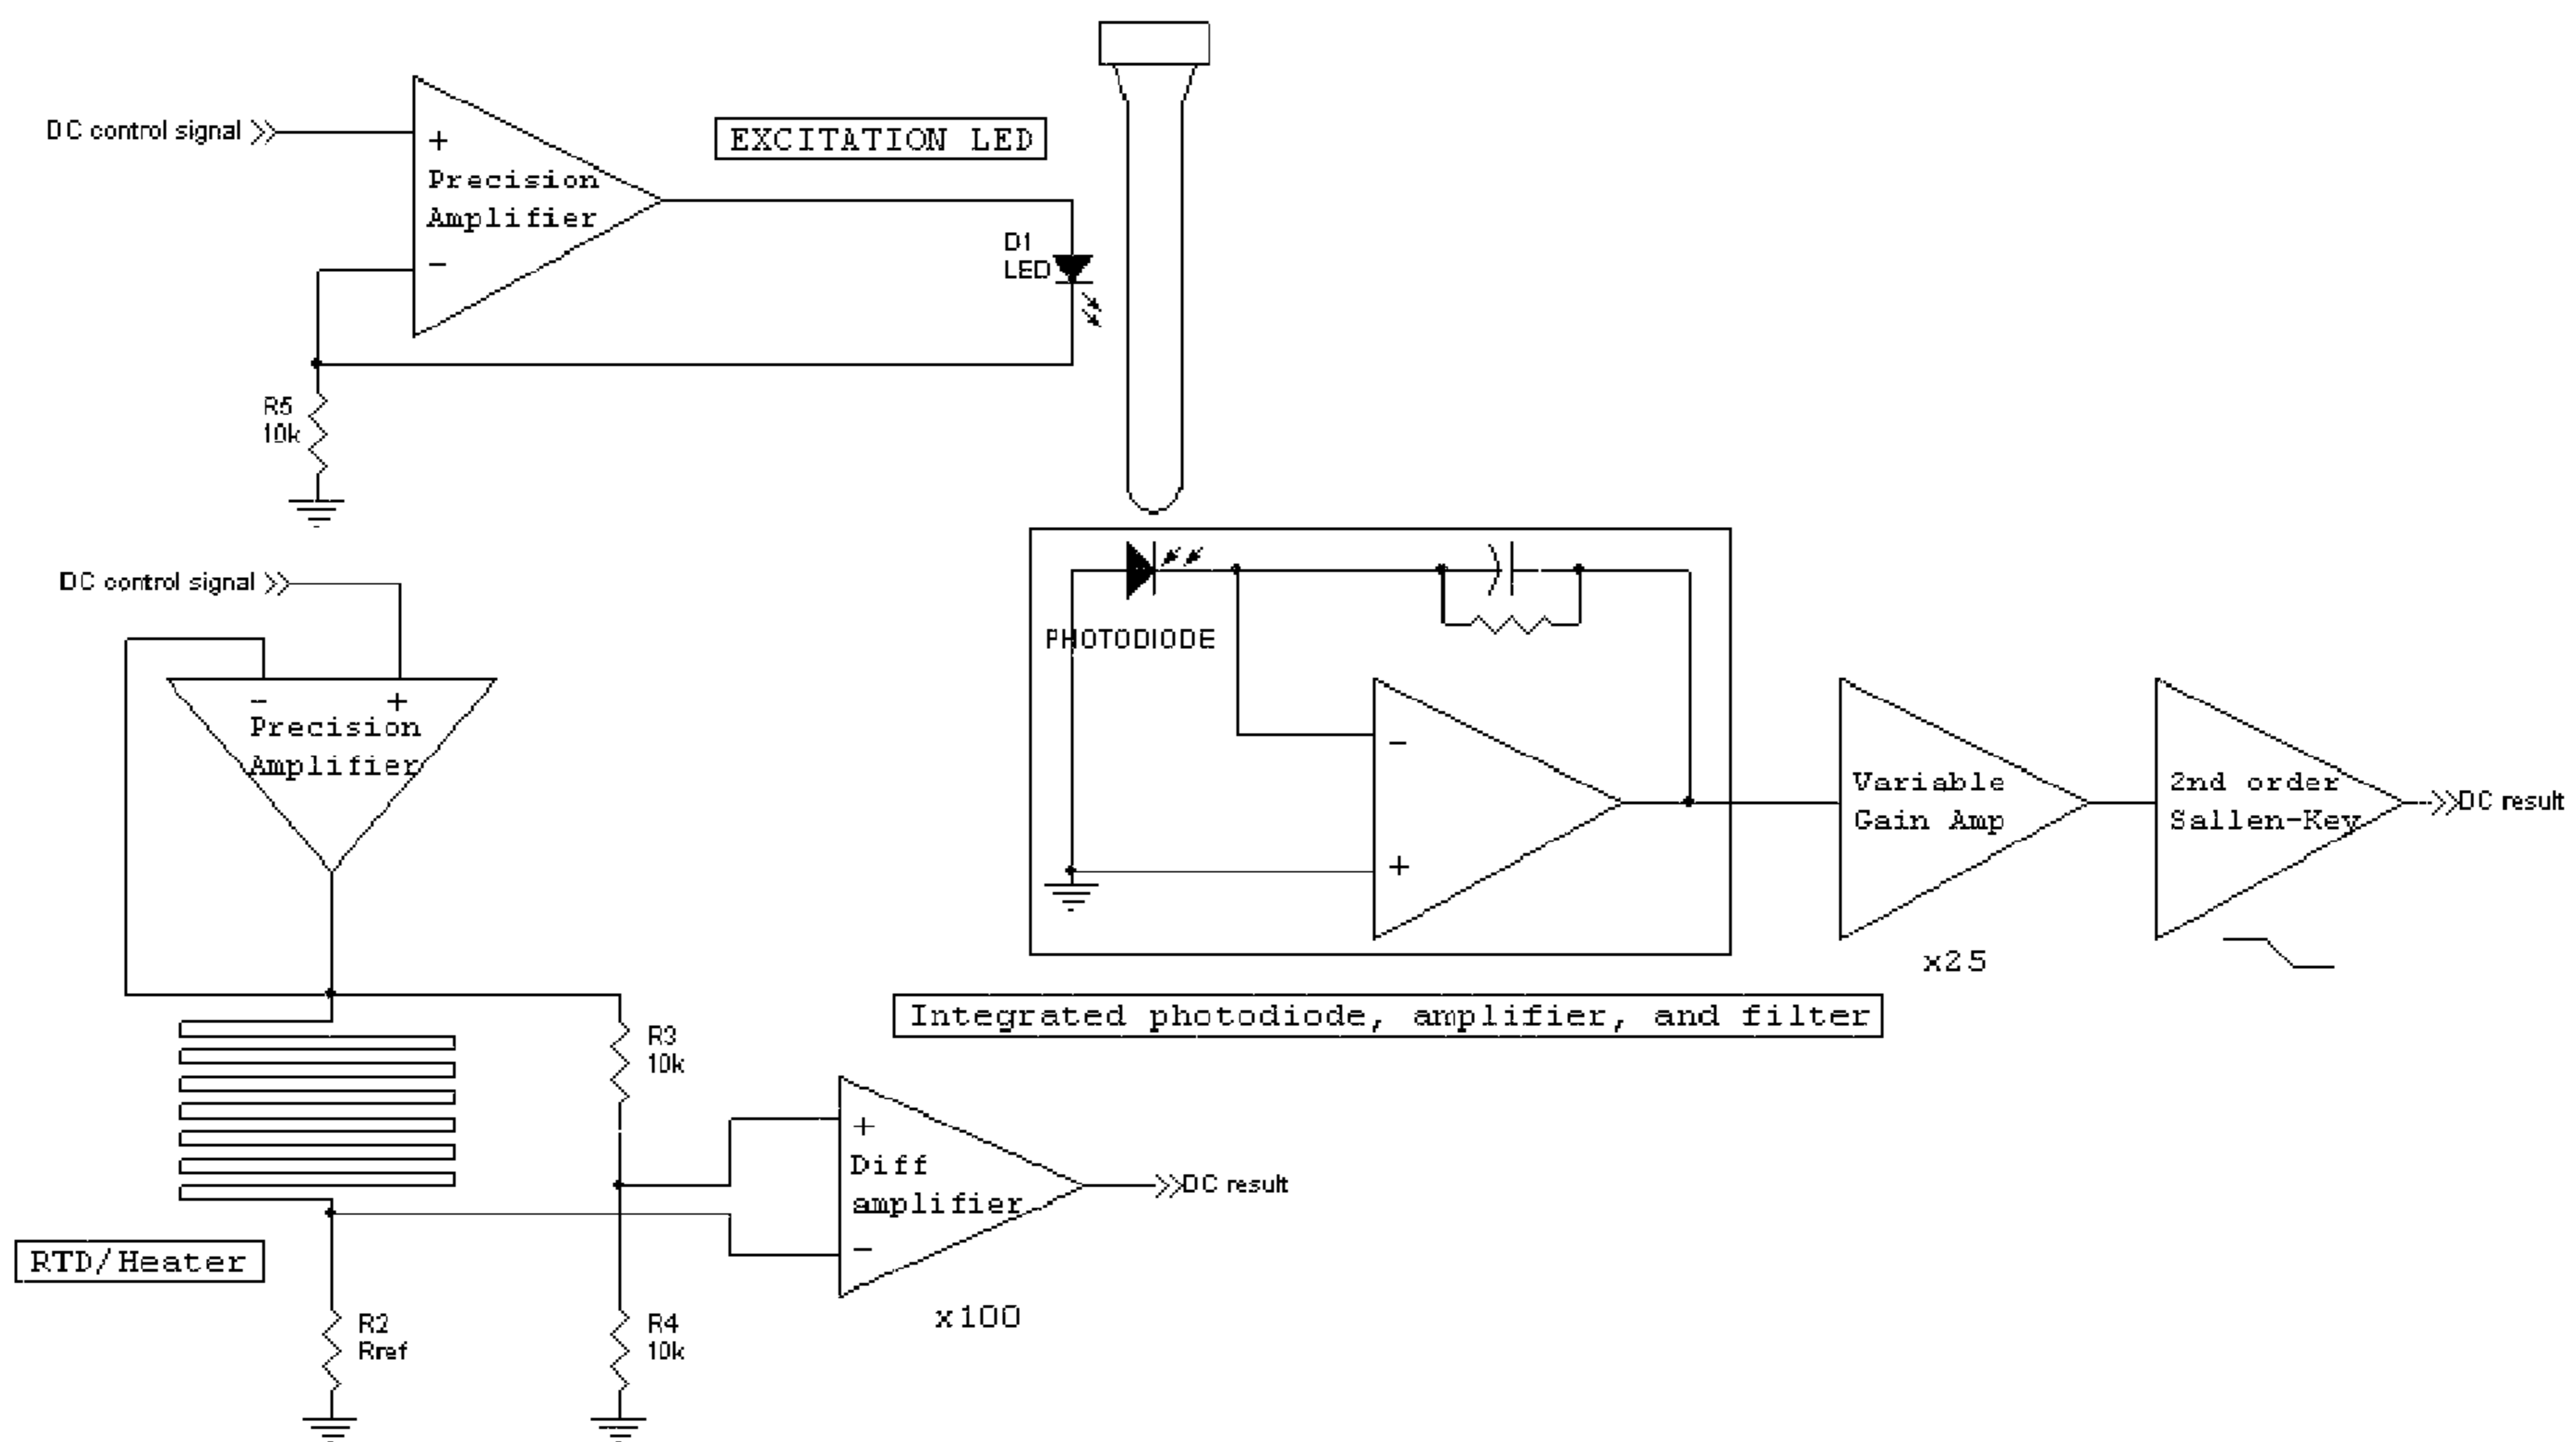 DC control signal
+
Precision
Amplifier
−
EXCITATION LED
D1
LED
R5
10k
DC control signal
− +
Precision
Amplifier
RTD/Heater
R2
Rref
R3
10k
R4
10k
+
Diff
amplifier
−
x100
DC result
PHOTODIODE
−
+
Integrated photodiode, amplifier, and filter
Variable
Gain Amp
x25
2nd order
Sallen-Key
DC result